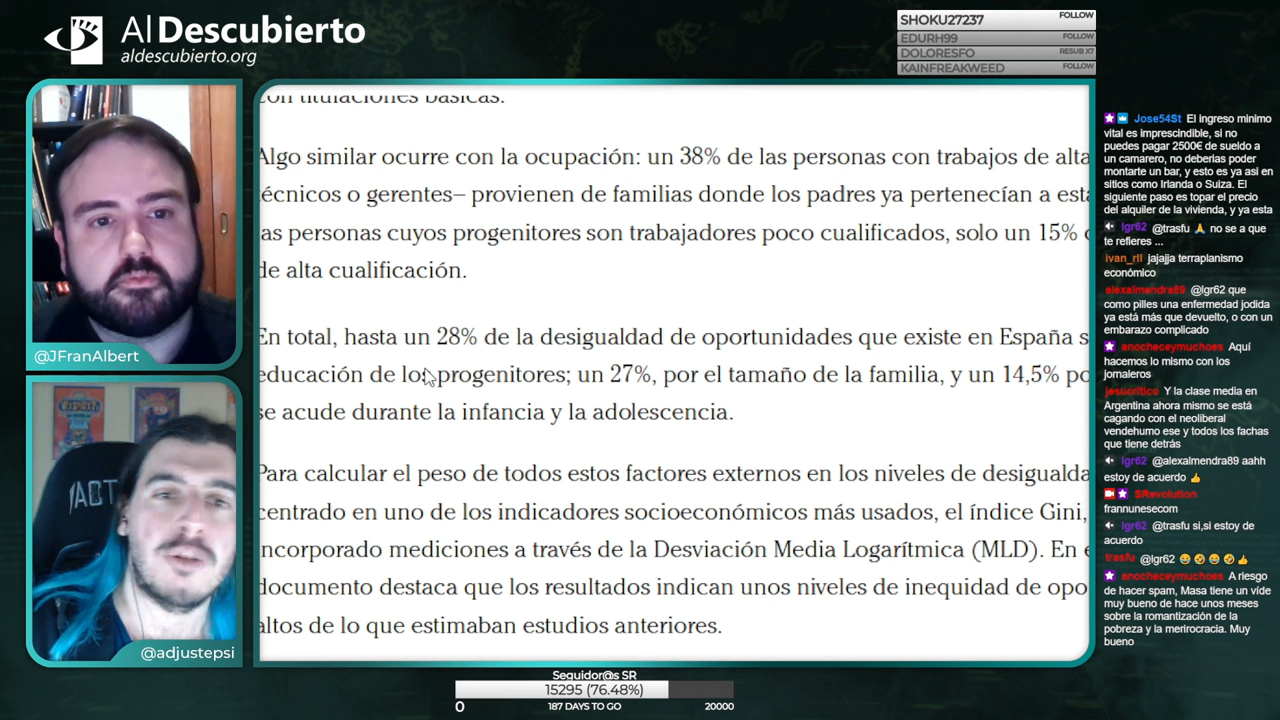 Al Descubierto
aldescubierto.org
SHOKU27237 FOLLOW
EDURH99 FOLLOW
DOLORESFO RESUB X7
KAINFREAKWEED FOLLOW
@JFranAlbert
@adjustepsi
con titulaciones básicas.
Algo similar ocurre con la ocupación: un 38% de las personas con trabajos de alta
técnicos o gerentes– provienen de familias donde los padres ya pertenecían a esta
las personas cuyos progenitores son trabajadores poco cualificados, solo un 15%
de alta cualificación.
En total, hasta un 28% de la desigualdad de oportunidades que existe en España s
educación de los progenitores; un 27%, por el tamaño de la familia, y un 14,5% po
se acude durante la infancia y la adolescencia.
Para calcular el peso de todos estos factores externos en los niveles de desigualda
centrado en uno de los indicadores socioeconómicos más usados, el índice Gini,
incorporado mediciones a través de la Desviación Media Logarítmica (MLD). En e
documento destaca que los resultados indican unos niveles de inequidad de opo
altos de lo que estimaban estudios anteriores.
Jose54St El ingreso minimo
vital es imprescindible, si no
puedes pagar 2500€ de sueldo a
un camarero, no deberias poder
montarte un bar, y esto es ya asi en
sitios como Irlanda o Suiza. El
siguiente paso es topar el precio
del alquiler de la vivienda, y ya esta
lgr62 @trasfu 🙏 no se a que
te refieres ...
ivan_rll jajajja terraplanismo
económico
alexalmendra89 @lgr62 que
como pilles una enfermedad jodida
ya está más que devuelto, o con un
embarazo complicado
anocheceymuchoes Aquí
hacemos lo mismo con los
jornaleros
jesucritico Y la clase media en
Argentina ahora mismo se está
cagando con el neoliberal
vendehumo ese y todos los fachas
que tiene detrás
lgr62 @alexalmendra89 aahh
estoy de acuerdo 👍
SRevolution
frannunesecom
lgr62 @trasfu si,si estoy de
acuerdo
trasfu @lgr62 😂🤣😂🤣👍
anocheceymuchoes A riesgo
de hacer spam, Masa tiene un víde
muy bueno de hace unos meses
sobre la romantización de la
pobreza y la merirocracia. Muy
bueno
Seguidor@s SR
15295 (76.48%)
0 187 DAYS TO GO 20000